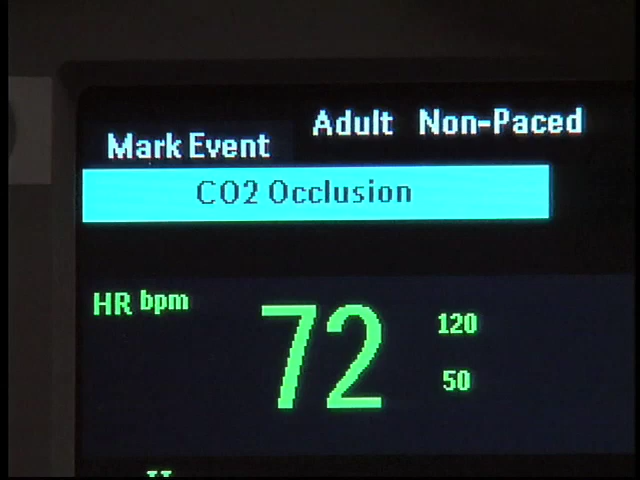 Adult Non-Paced
Mark Event
CO2 Occlusion
HR bpm
72
120
50